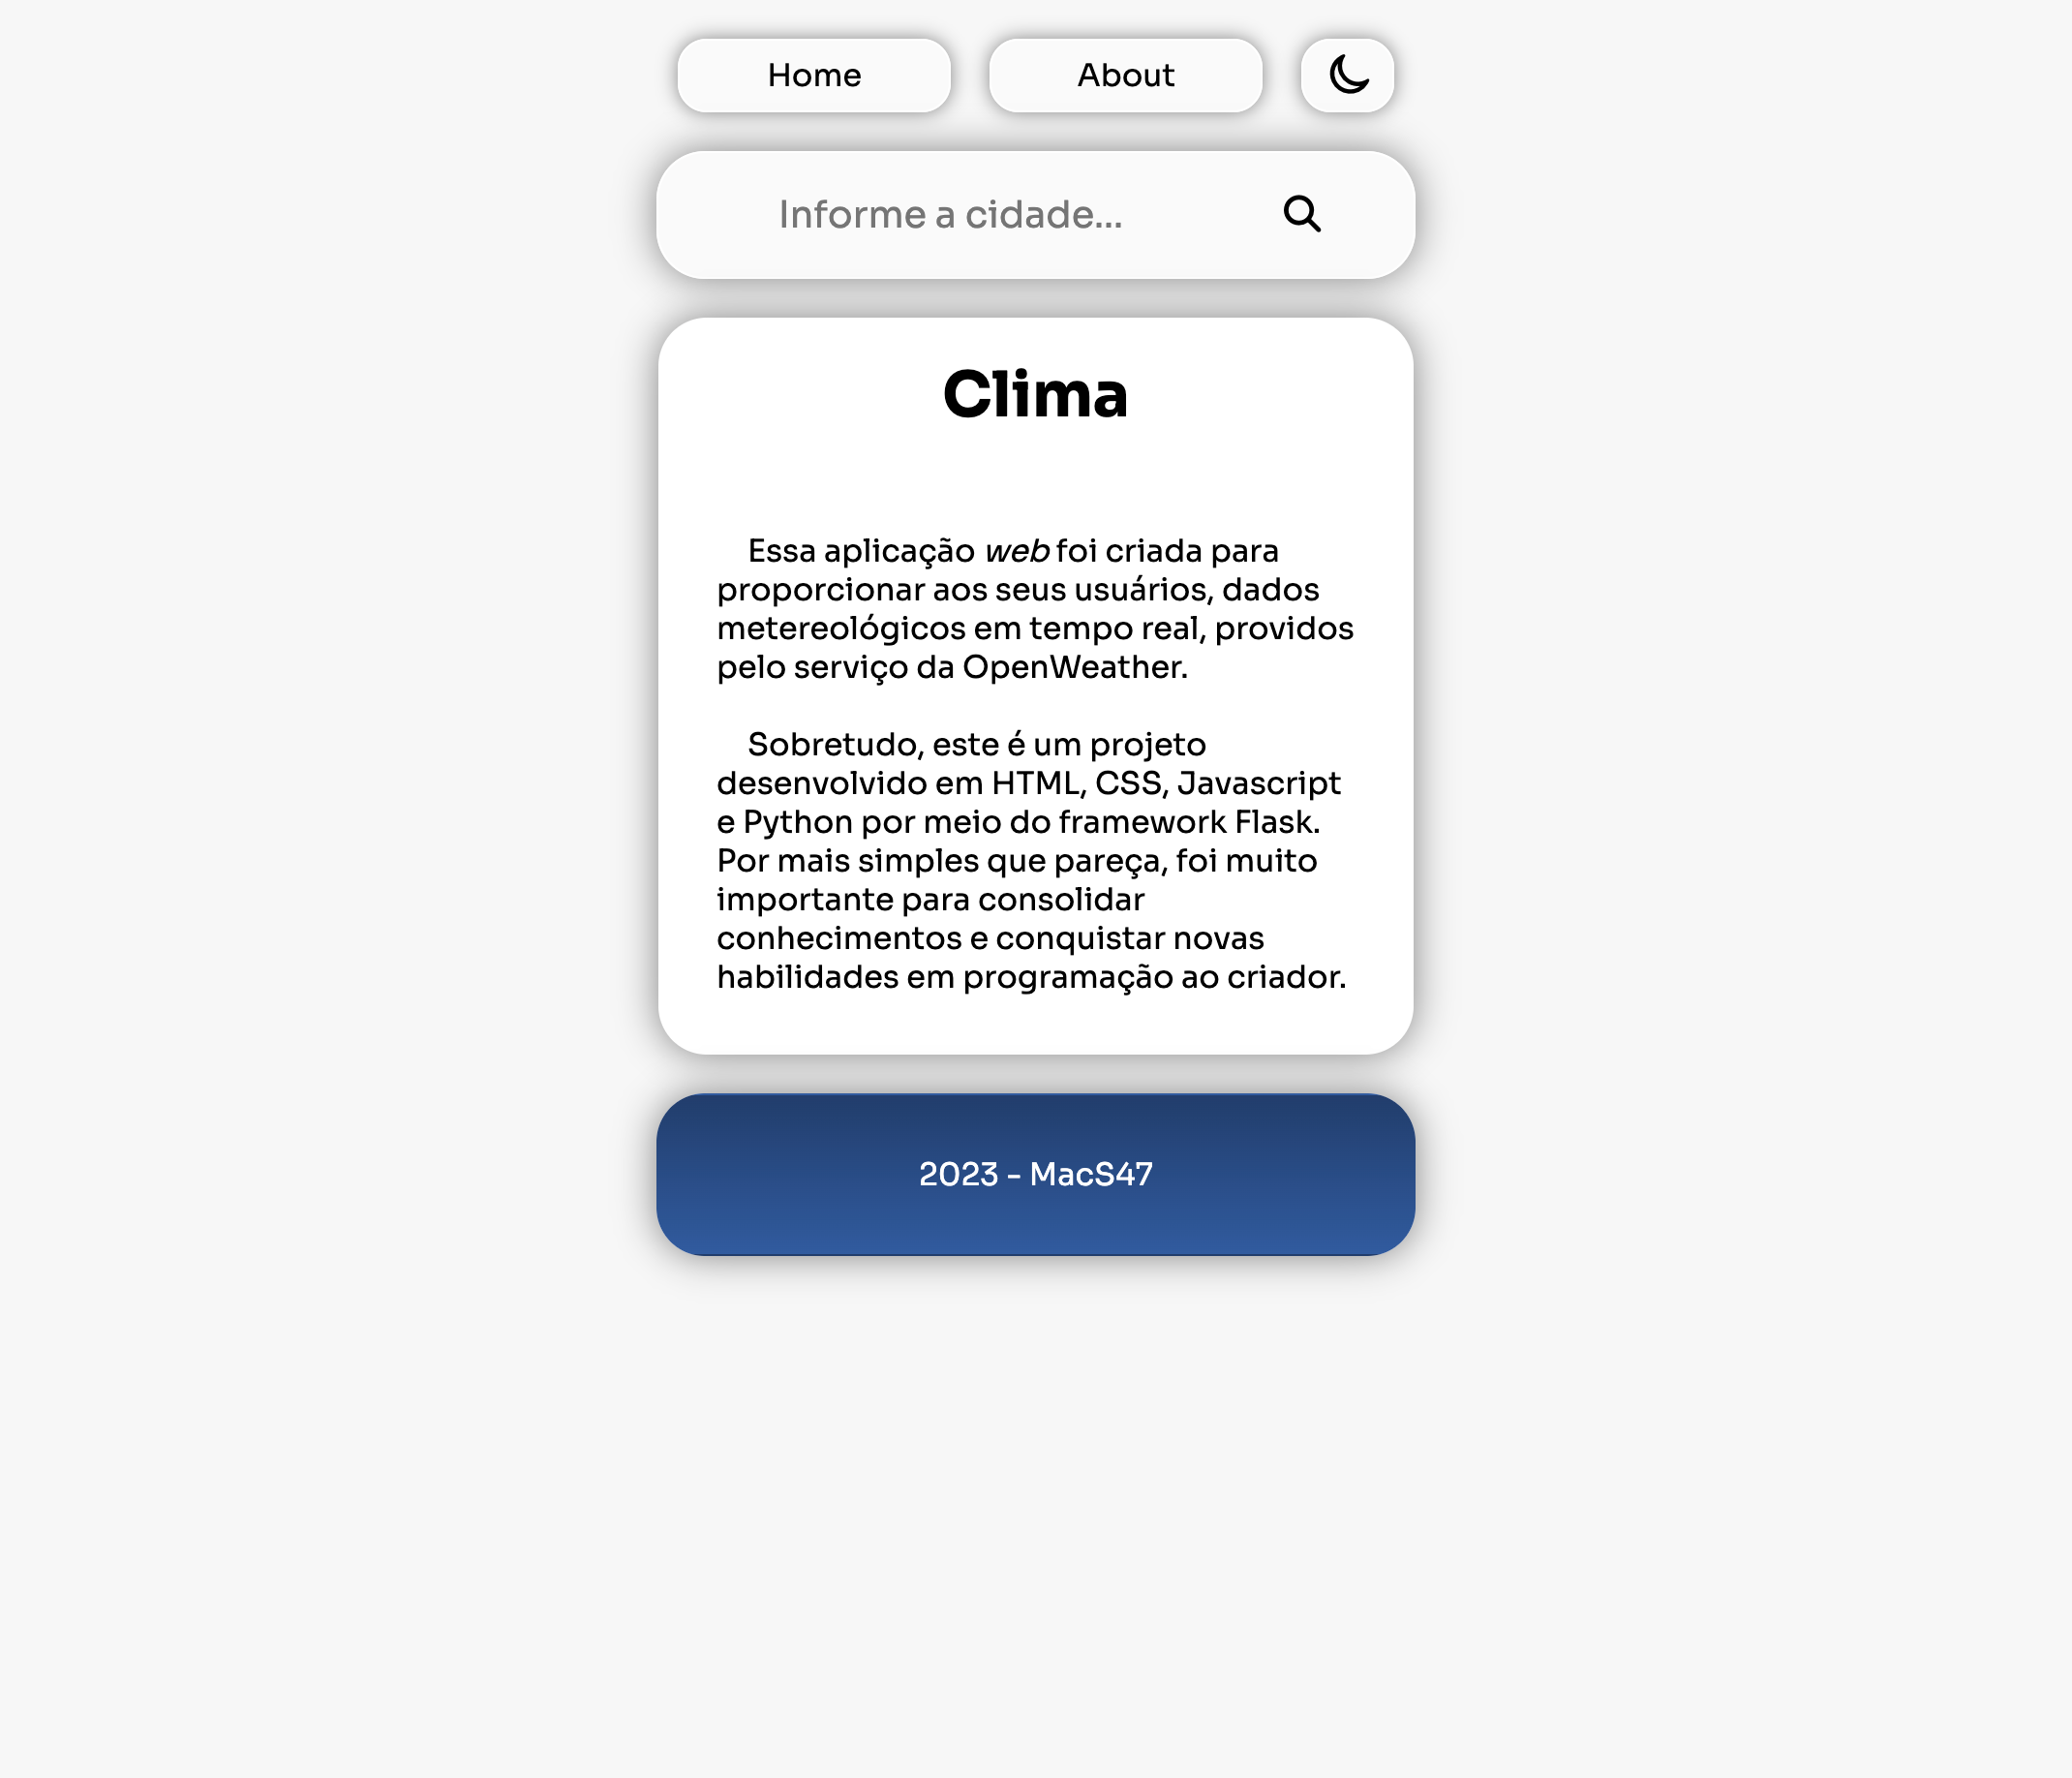 Home
About
Informe a cidade...
Clima
Essa aplicação web foi criada para
proporcionar aos seus usuários, dados
metereológicos em tempo real, providos
pelo serviço da OpenWeather.
Sobretudo, este é um projeto
desenvolvido em HTML, CSS, Javascript
e Python por meio do framework Flask.
Por mais simples que pareça, foi muito
importante para consolidar
conhecimentos e conquistar novas
habilidades em programação ao criador.
2023 - MacS47